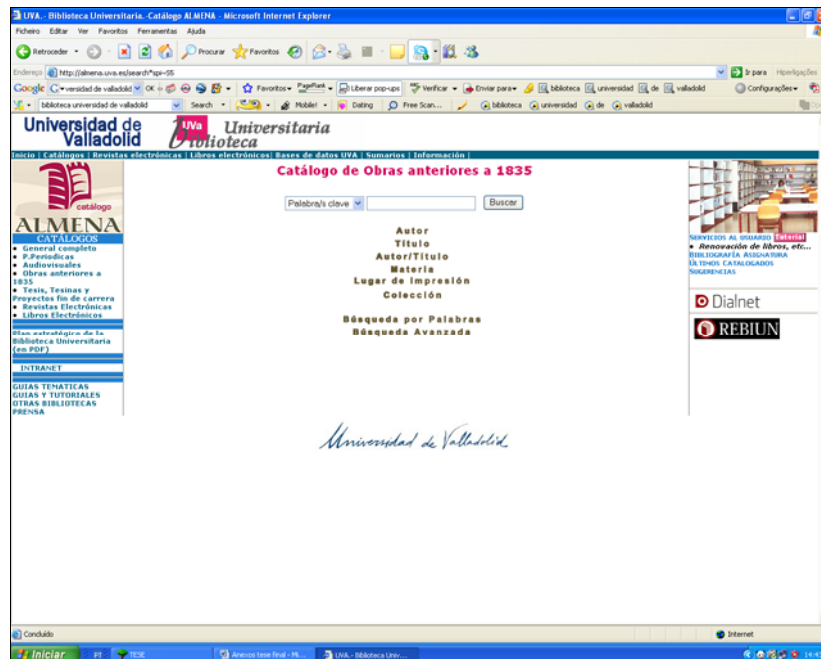 UVA.- Biblioteca Universitaria.-Catálogo ALMENA - Microsoft Internet Explorer
Ficheiro Editar Ver Favoritos Ferramentas Ajuda
Retroceder Procurar Favoritos
Endereço http://almena.uva.es/search*spi~S5 Ir para Hiperligações
Google versidad de valladolid OK Favoritos PageRank Liberar pop-ups Verificar Enviar para biblioteca universidad de valladolid Configurações
biblioteca universidad de valladolid Search Mobile! Dating Free Scan... biblioteca universidad de valladolid
Universidad de Valladolid
UVa Universitaria
Biblioteca
Inicio | Catálogos | Revistas electrónicas | Libros electrónicos | Bases de datos UVA | Sumarios | Información |
catálogo
ALMENA
CATÁLOGOS
• General completo
• P.Periodicas
• Audiovisuales
• Obras anteriores a
1835
• Tesis, Tesinas y
Proyectos fin de carrera
• Revistas Electrónicas
• Libros Electrónicos
Plan estratégico de la
Biblioteca Universitaria
(en PDF)
INTRANET
GUIAS TEMATICAS
GUIAS Y TUTORIALES
OTRAS BIBLIOTECAS
PRENSA
Catálogo de Obras anteriores a 1835
Palabra/s clave Buscar
Autor
Título
Autor/Título
Materia
Lugar de impresión
Colección
Búsqueda por Palabras
Búsqueda Avanzada
Universidad de Valladolid
SERVICIOS AL USUARIO Tutorial
• Renovación de libros, etc...
BIBLIOGRAFÍA ASIGNATURA
ÚLTIMOS CATALOGADOS
SUGERENCIAS
Dialnet
REBIUN
Concluído Internet
Iniciar PT TESE Anexos tese final - Mi... UVA.- Biblioteca Univ...